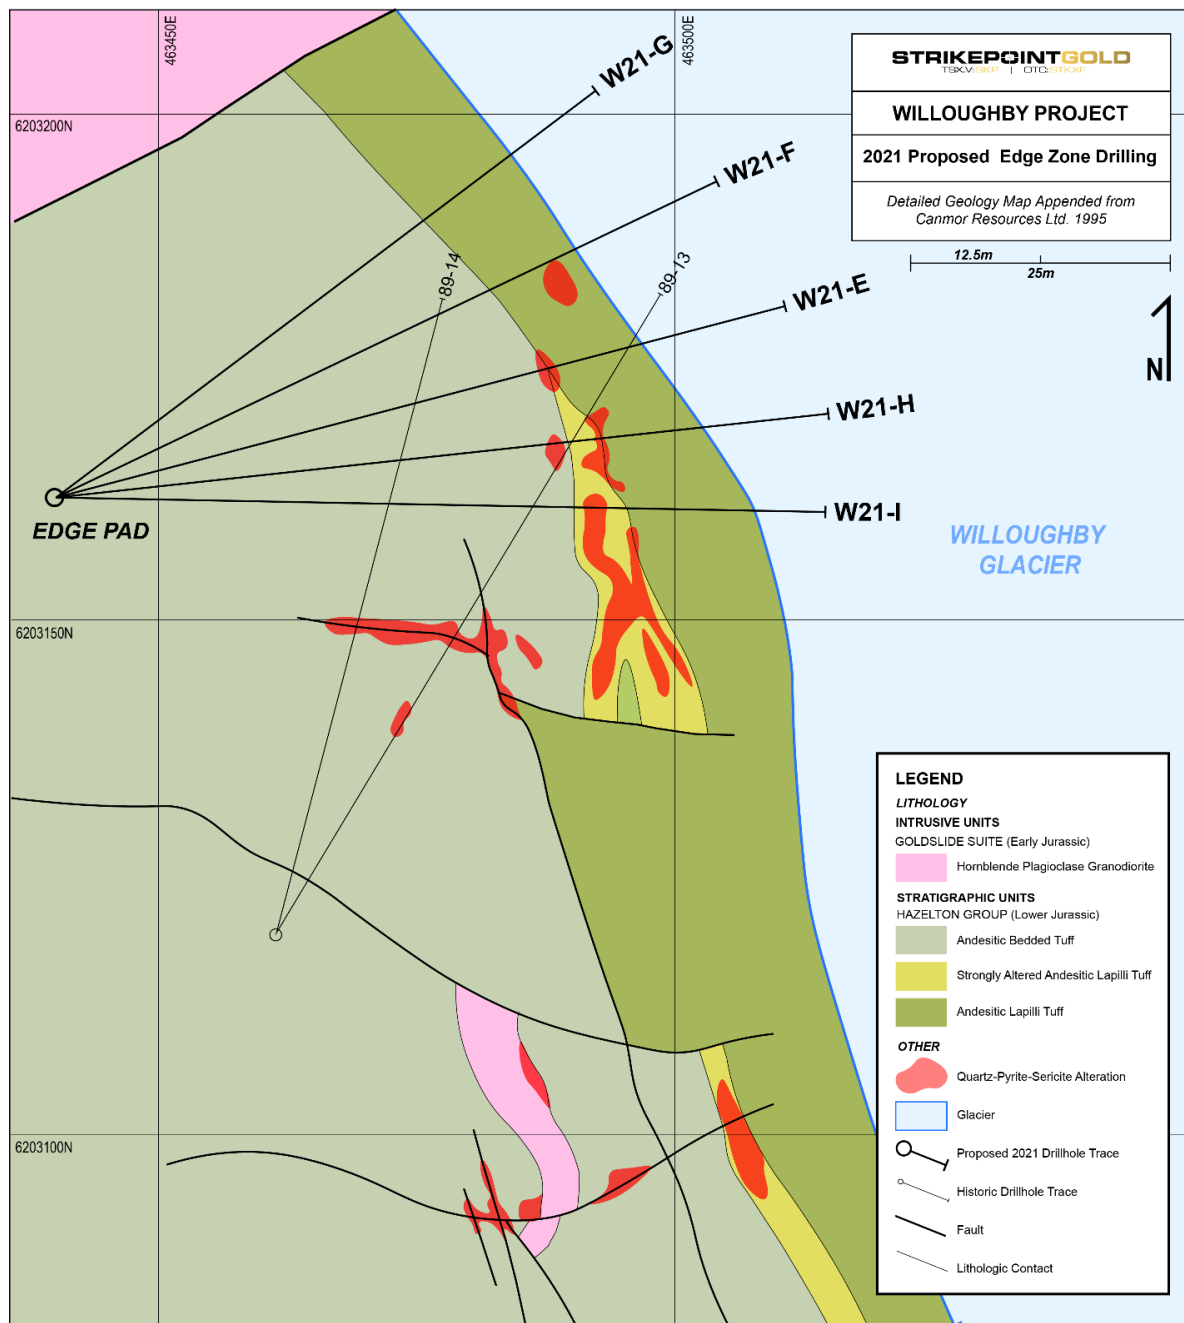 463450E
463500E
W21-G
STRIKEPOINTGOLD
TSX.V:SKP | OTC:STKXF
WILLOUGHBY PROJECT
2021 Proposed Edge Zone Drilling
Detailed Geology Map Appended from
Canmor Resources Ltd. 1995
6203200N
W21-F
12.5m
25m
89-14
89-13
W21-E
N
W21-H
EDGE PAD
W21-I
WILLOUGHBY
GLACIER
6203150N
LEGEND
LITHOLOGY
INTRUSIVE UNITS
GOLDSLIDE SUITE (Early Jurassic)
Hornblende Plagioclase Granodiorite
STRATIGRAPHIC UNITS
HAZELTON GROUP (Lower Jurassic)
Andesitic Bedded Tuff
Strongly Altered Andesitic Lapilli Tuff
Andesitic Lapilli Tuff
OTHER
Quartz-Pyrite-Sericite Alteration
Glacier
Proposed 2021 Drillhole Trace
Historic Drillhole Trace
Fault
Lithologic Contact
6203100N